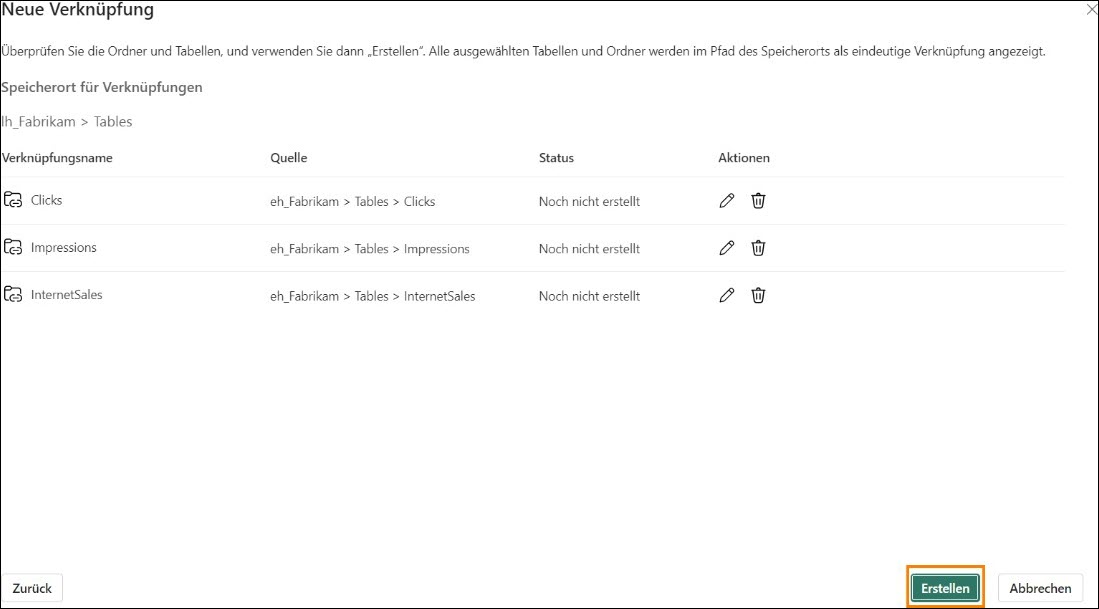 Neue Verknüpfung
Überprüfen Sie die Ordner und Tabellen, und verwenden Sie dann „Erstellen“. Alle ausgewählten Tabellen und Ordner werden im Pfad des Speicherorts als eindeutige Verknüpfung angezeigt.
Speicherort für Verknüpfungen
lh_Fabrikam > Tables
Verknüpfungsname Quelle Status Aktionen
Clicks eh_Fabrikam > Tables > Clicks Noch nicht erstellt
Impressions eh_Fabrikam > Tables > Impressions Noch nicht erstellt
InternetSales eh_Fabrikam > Tables > InternetSales Noch nicht erstellt
Zurück Erstellen Abbrechen